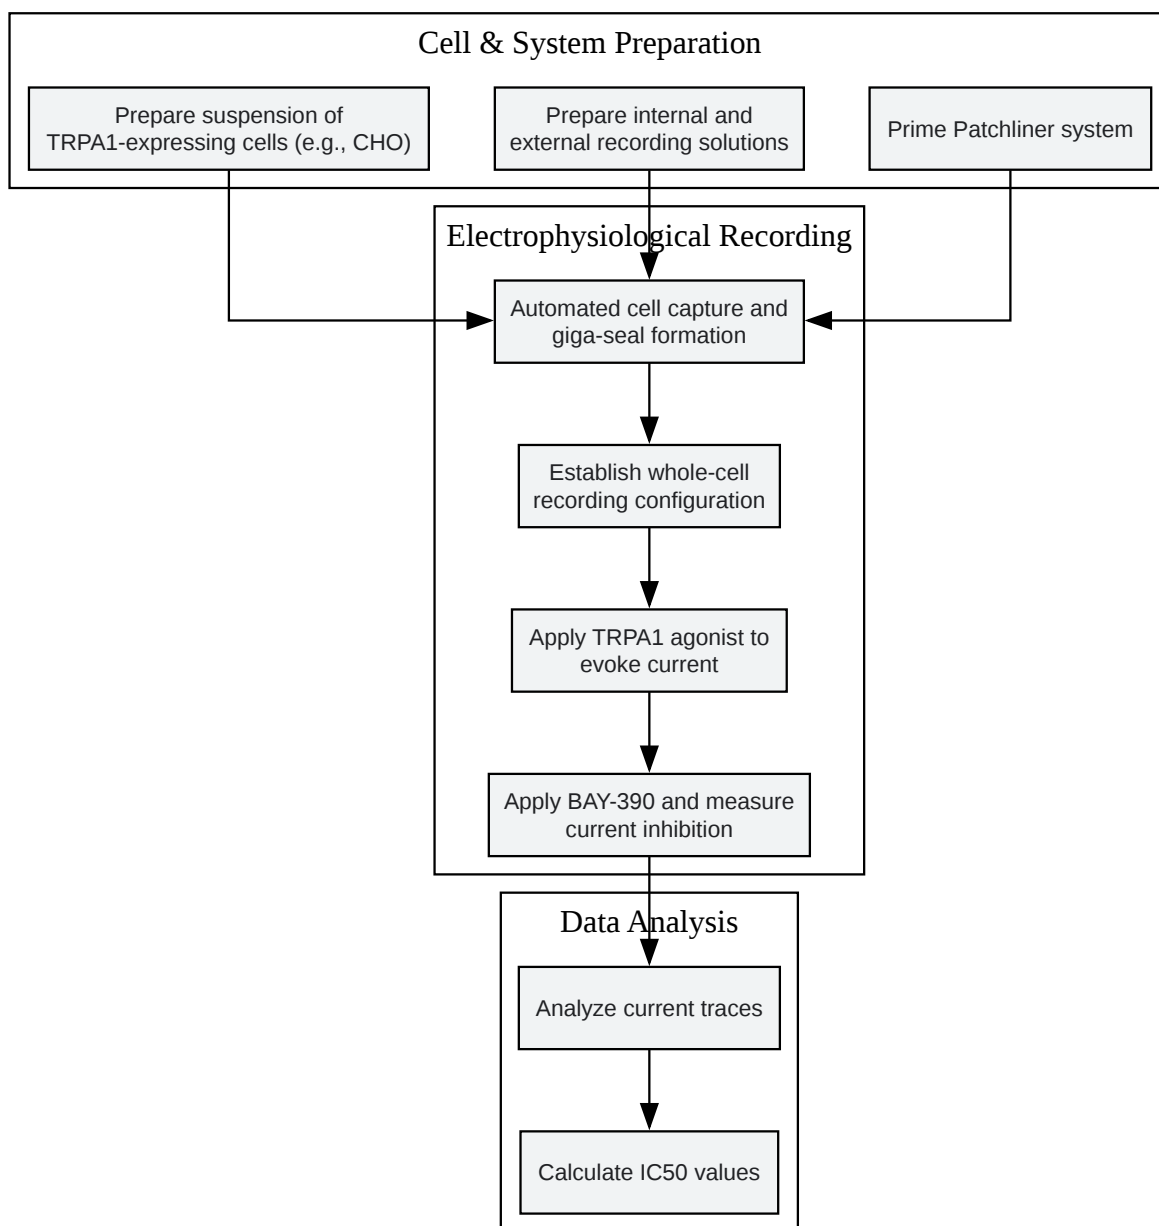 Cell & System Preparation
Prepare suspension of
TRPA1-expressing cells (e.g., CHO)
Prepare internal and
external recording solutions
Prime Patchliner system
Electrophysiological Recording
Automated cell capture and
giga-seal formation
Establish whole-cell
recording configuration
Apply TRPA1 agonist to
evoke current
Apply BAY-390 and measure
current inhibition
Data Analysis
Analyze current traces
Calculate IC50 values